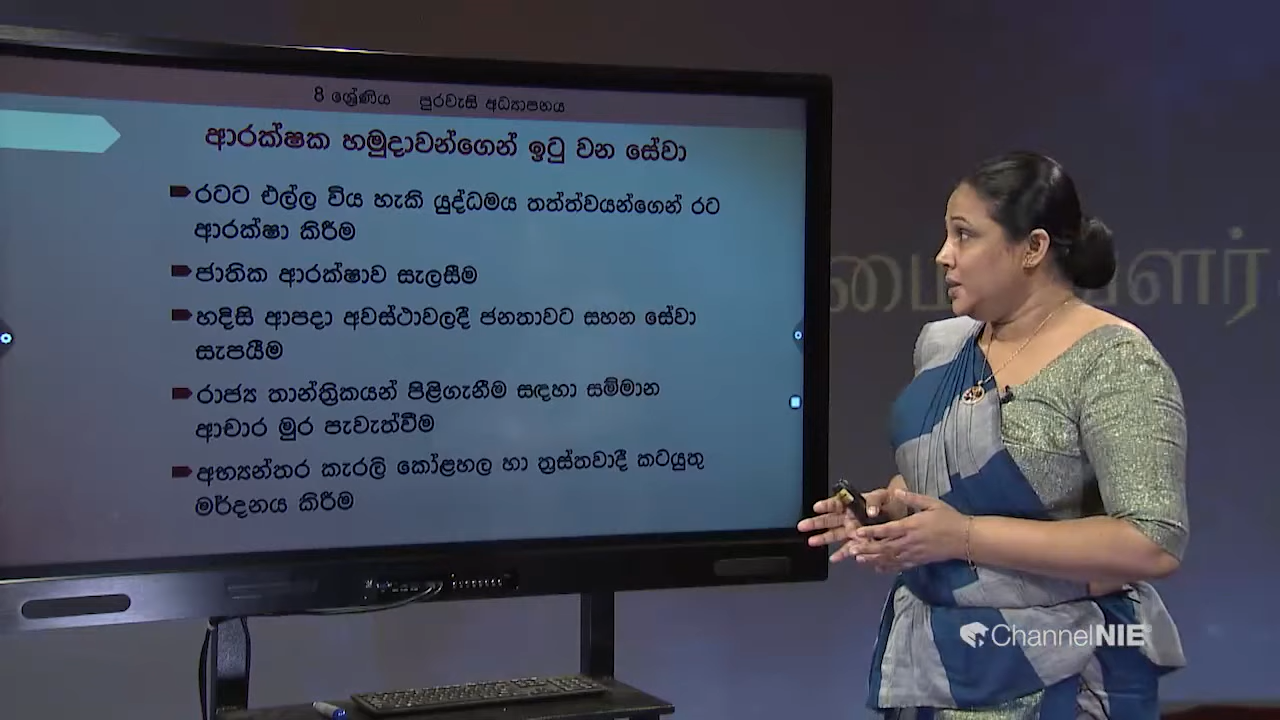 8 ශ්‍රේණිය පුරවැසි අධ්‍යාපනය
ආරක්ෂක හමුදාවන්ගෙන් ඉටු වන සේවා
රටට එල්ල විය හැකි යුද්ධමය තත්ත්වයන්ගෙන් රට
ආරක්ෂා කිරීම
ජාතික ආරක්ෂාව සැලසීම
හදිසි ආපදා අවස්ථාවලදී ජනතාවට සහන සේවා
සැපයීම
රාජ්‍ය තාන්ත්‍රිකයන් පිළිගැනීම සඳහා සම්මාන
ආචාර මුර පැවැත්වීම
අභ්‍යන්තර කැරලි කෝළහල හා ත්‍රස්තවාදී කටයුතු
මර්දනය කිරීම
ChannelNIE